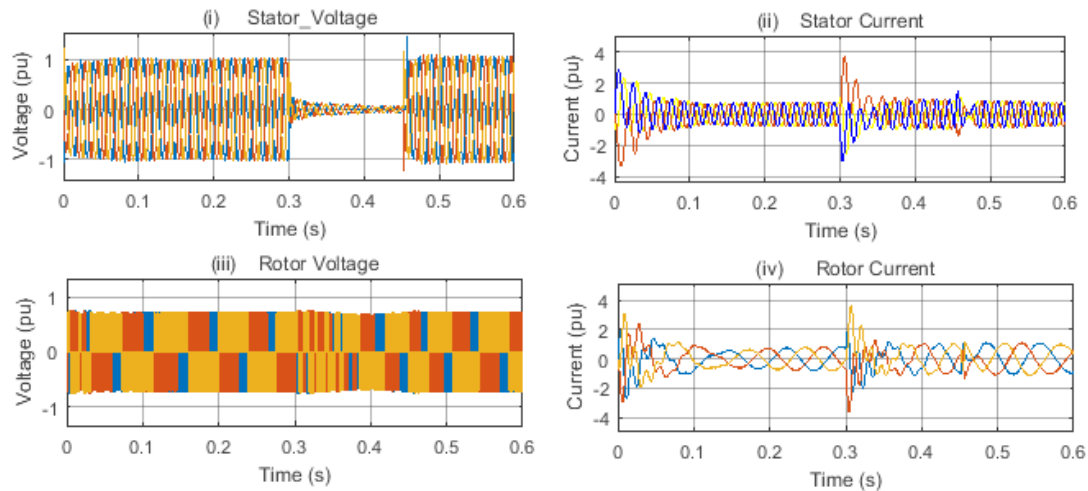 (i) Stator_Voltage
Voltage (pu)
1
0
-1
0 0.1 0.2 0.3 0.4 0.5 0.6
Time (s)
(ii) Stator Current
Current (pu)
4
2
0
-2
-4
0 0.1 0.2 0.3 0.4 0.5 0.6
Time (s)
(iii) Rotor Voltage
Voltage (pu)
1
0
-1
0 0.1 0.2 0.3 0.4 0.5 0.6
Time (s)
(iv) Rotor Current
Current (pu)
4
2
0
-2
-4
0 0.1 0.2 0.3 0.4 0.5 0.6
Time (s)